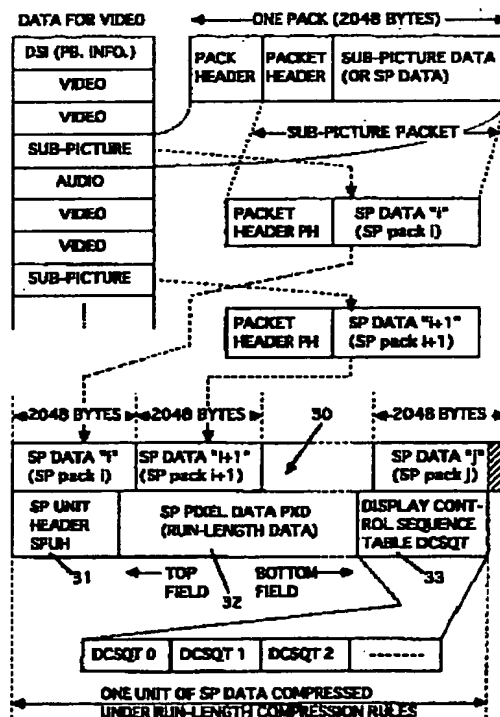 DATA FOR VIDEO
ONE PACK (2048 BYTES)
DSI (PB. INFO.)
VIDEO
VIDEO
SUB-PICTURE
AUDIO
VIDEO
VIDEO
SUB-PICTURE
PACK HEADER
PACKET HEADER
SUB-PICTURE DATA (OR SP DATA)
SUB-PICTURE PACKET
PACKET HEADER PH
SP DATA "i" (SP pack i)
PACKET HEADER PH
SP DATA "i+1" (SP pack i+1)
2048 BYTES
2048 BYTES
30
2048 BYTES
SP DATA "i" (SP pack i)
SP DATA "i+1" (SP pack i+1)
SP DATA "j" (SP pack j)
SP UNIT HEADER SPUH
SP PIXEL DATA PXD (RUN-LENGTH DATA)
DISPLAY CONT-ROL SEQUENCE TABLE DCSQT
31
TOP FIELD
32
BOTTOM FIELD
33
DCSQT 0
DCSQT 1
DCSQT 2
ONE UNIT OF SP DATA COMPRESSED
UNDER RUN-LENGTH COMPRESSION RULES